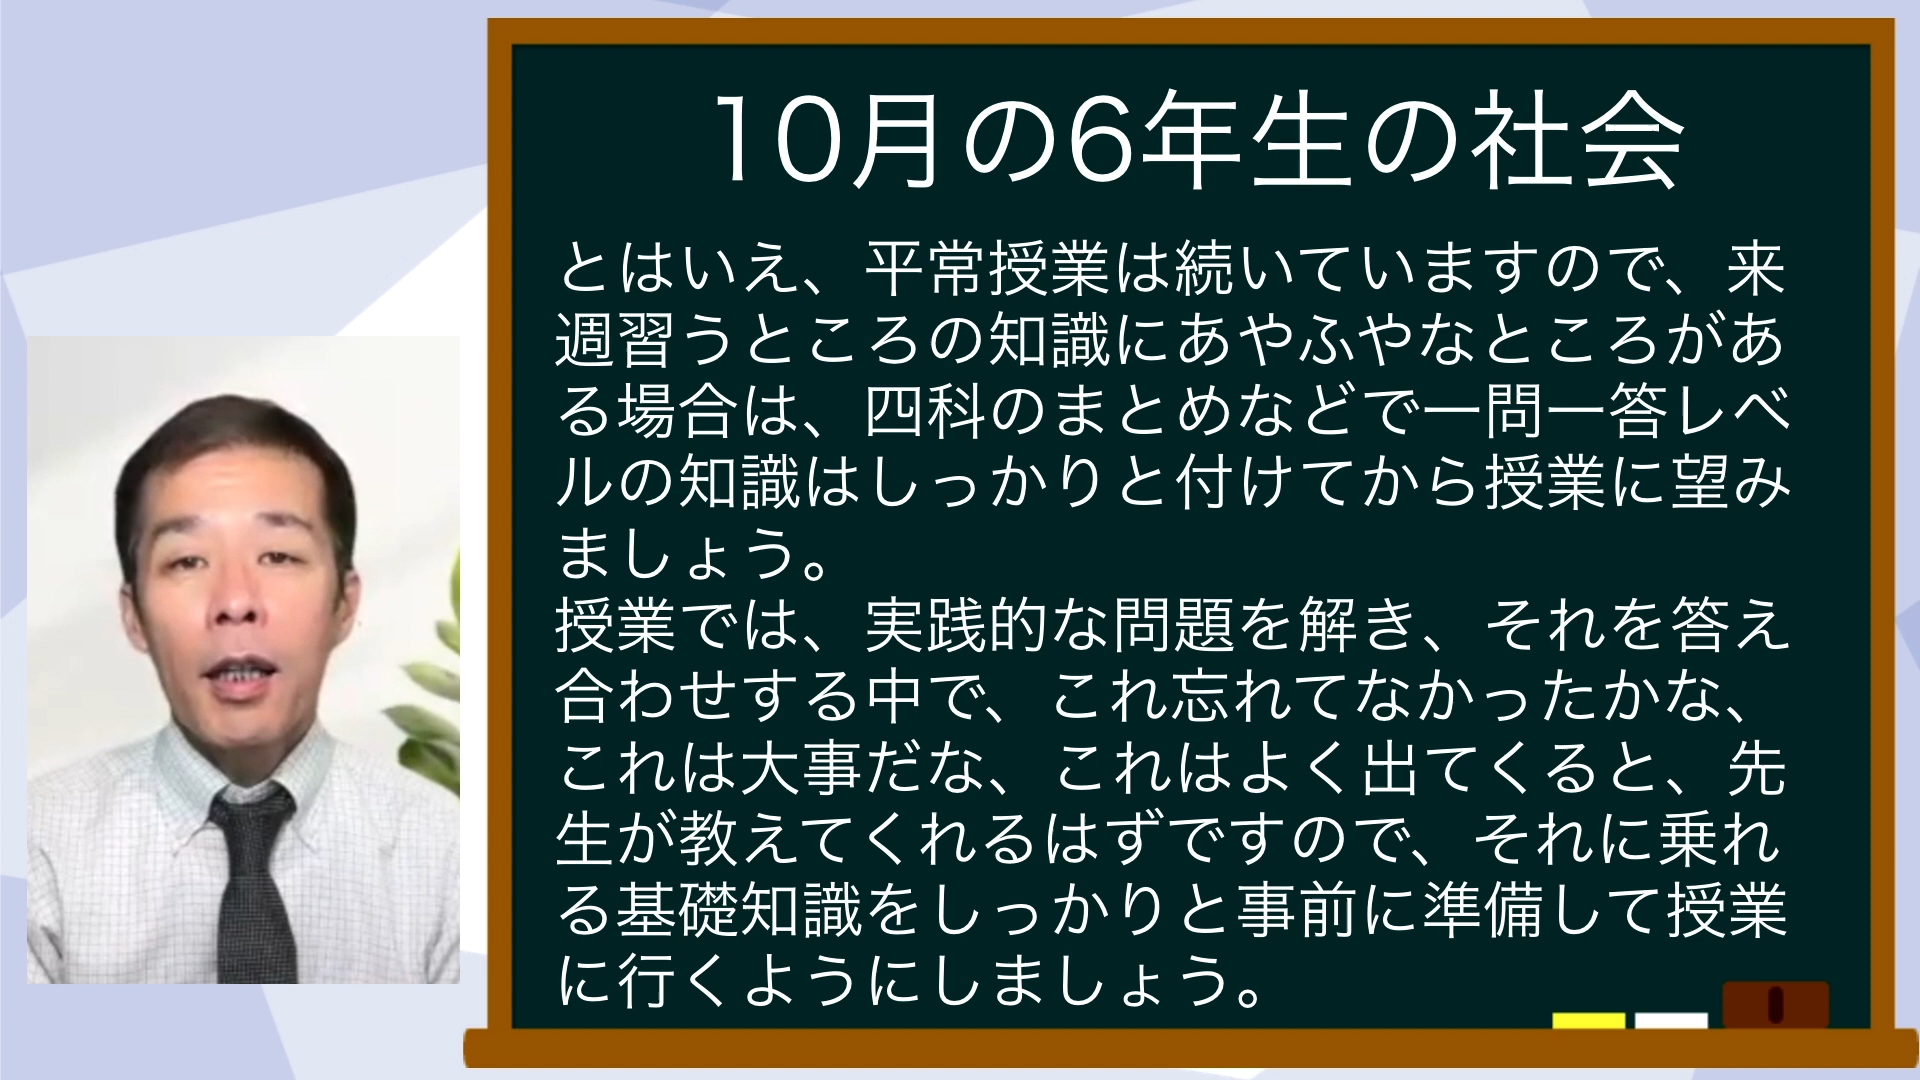 10月の6年生の社会
とはいえ、平常授業は続いていますので、来
週習うところの知識にあやふやなところがあ
る場合は、四科のまとめなどで一問一答レベ
ルの知識はしっかりと付けてから授業に望み
ましょう。
授業では、実践的な問題を解き、それを答え
合わせする中で、これ忘れてなかったかな、
これは大事だな、これはよく出てくると、先
生が教えてくれるはずですので、それに乗れ
る基礎知識をしっかりと事前に準備して授業
に行くようにしましょう。